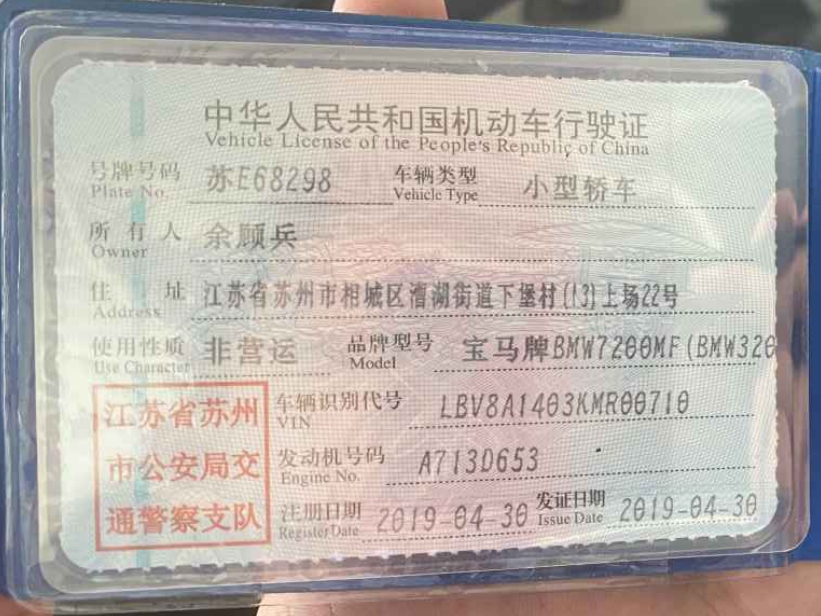 中华人民共和国机动车行驶证
Vehicle License of the People's Republic of China
号牌号码 苏E68298 车辆类型 小型轿车
Plate No. Vehicle Type
所有人 余顾兵
Owner
住址 江苏省苏州市相城区漕湖街道下堡村(13)上场22号
Address
使用性质 非营运 品牌型号 宝马牌BMW7200MF(BMW320
Use Character Model
江苏省苏州 车辆识别代号 LBV8A1403KMR00710
VIN
市公安局交 发动机号码 A713D653
Engine No.
通警察支队 注册日期 2019-04-30 发证日期 2019-04-30
Register Date Issue Date